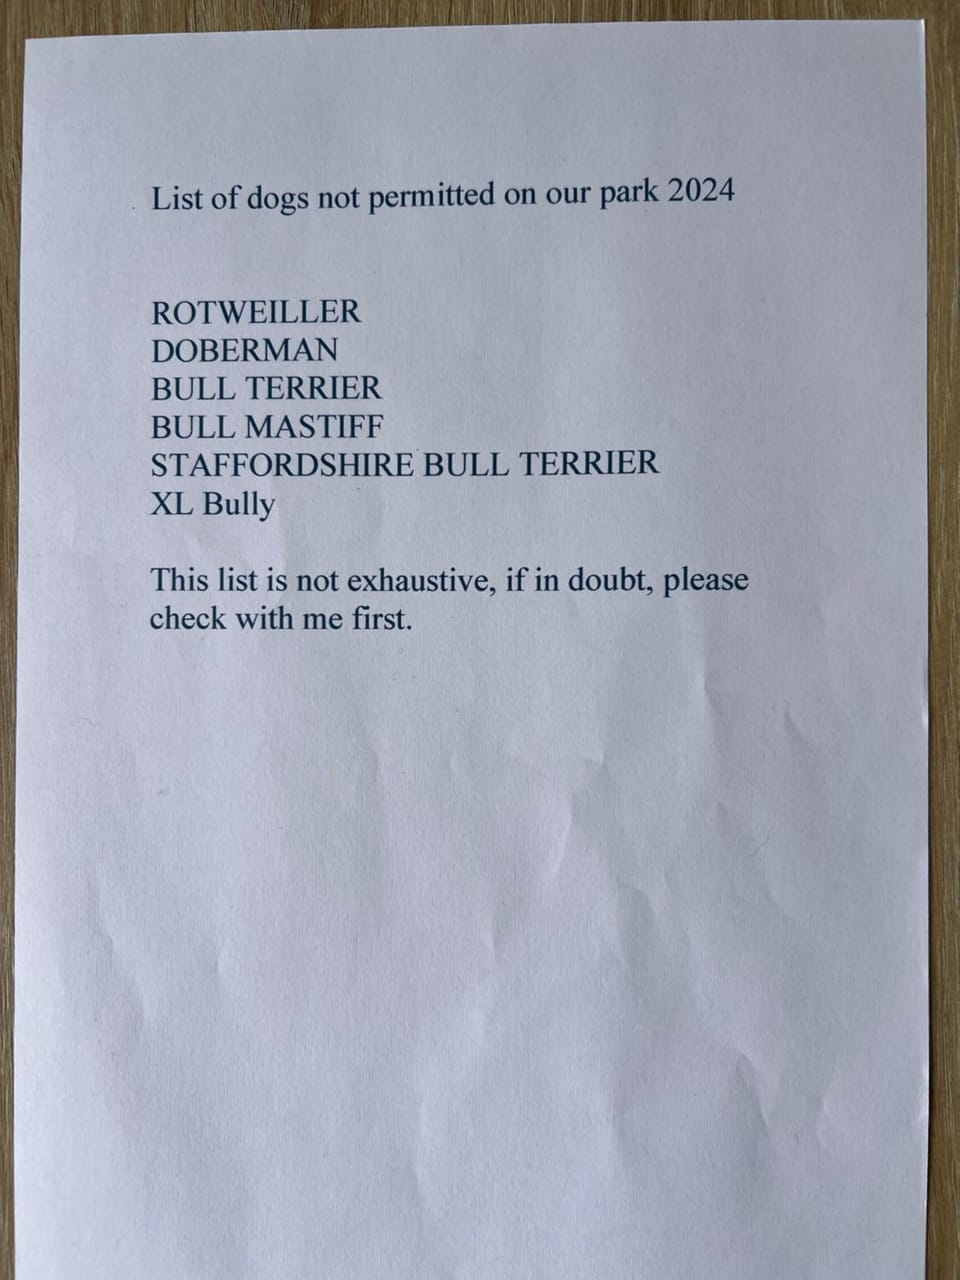 List of dogs not permitted on our park 2024
ROTWEILLER
DOBERMAN
BULL TERRIER
BULL MASTIFF
STAFFORDSHIRE BULL TERRIER
XL Bully
This list is not exhaustive, if in doubt, please
check with me first.